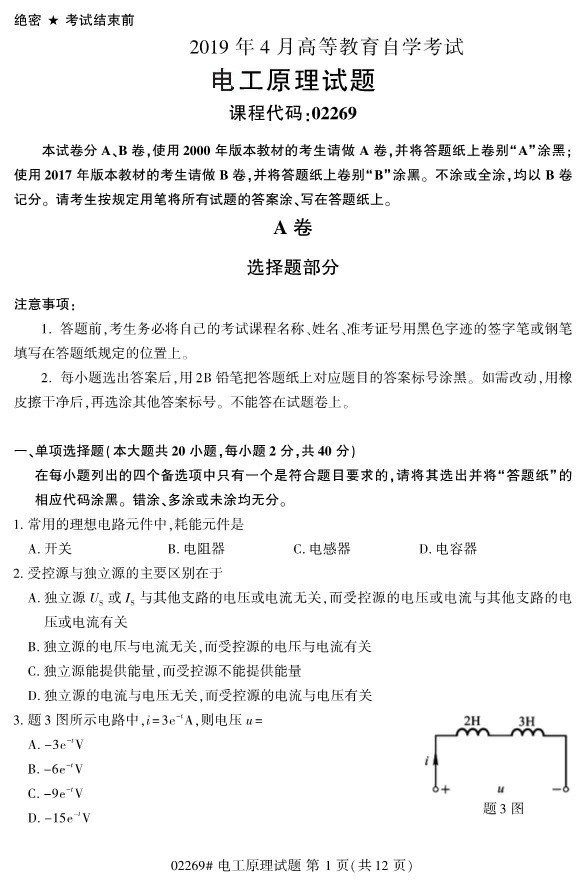 绝密 ★ 考试结束前
2019 年 4 月高等教育自学考试
电工原理试题
课程代码:02269
本试卷分 A、B 卷,使用 2000 年版本教材的考生请做 A 卷,并将答题纸上卷别“A”涂黑;
使用 2017 年版本教材的考生请做 B 卷,并将答题纸上卷别“B”涂黑。不涂或全涂,均以 B 卷
记分。请考生按规定用笔将所有试题的答案涂、写在答题纸上。
A 卷
选择题部分
注意事项:
1. 答题前,考生务必将自己的考试课程名称、姓名、准考证号用黑色字迹的签字笔或钢笔
填写在答题纸规定的位置上。
2. 每小题选出答案后,用 2B 铅笔把答题纸上对应题目的答案标号涂黑。如需改动,用橡
皮擦干净后,再选涂其他答案标号。不能答在试题卷上。
一、单项选择题(本大题共 20 小题,每小题 2 分,共 40 分)
在每小题列出的四个备选项中只有一个是符合题目要求的,请将其选出并将“答题纸”的
相应代码涂黑。错涂、多涂或未涂均无分。
1. 常用的理想电路元件中,耗能元件是
A. 开关 B. 电阻器 C. 电感器 D. 电容器
2. 受控源与独立源的主要区别在于
A. 独立源 U_S 或 I_S 与其他支路的电压或电流无关,而受控源的电压或电流与其他支路的电
压或电流有关
B. 独立源的电压与电流无关,而受控源的电压与电流有关
C. 独立源能提供能量,而受控源不能提供能量
D. 独立源的电流与电压无关,而受控源的电流与电压有关
3. 题 3 图所示电路中,i=3e⁻ᵗA,则电压 u=
A. -3e⁻ᵗV
B. -6e⁻ᵗV
C. -9e⁻ᵗV
D. -15e⁻ᵗV
2H 3H
i
+ u -
题 3 图
02269# 电工原理试题 第 1 页(共 12 页)